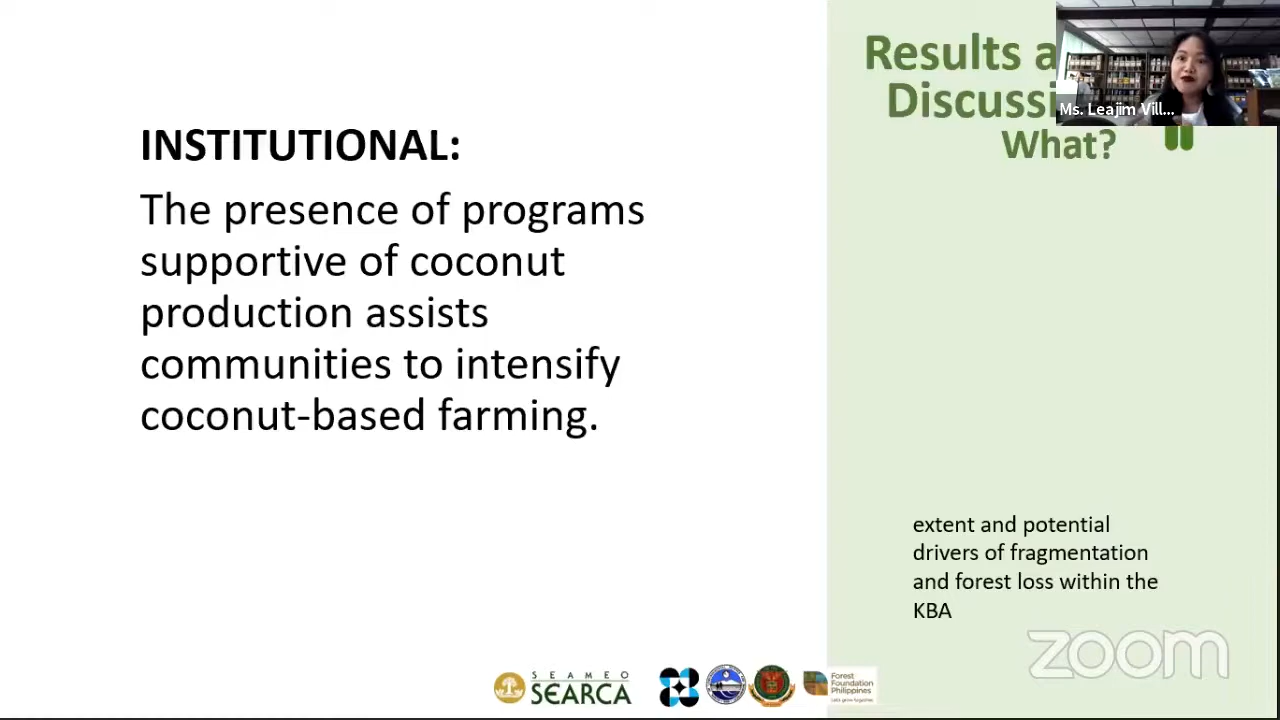 INSTITUTIONAL:
The presence of programs
supportive of coconut
production assists
communities to intensify
coconut-based farming.
Results a
Discussi
What?
Ms. Leajim Vill...
extent and potential
drivers of fragmentation
and forest loss within the
KBA
zoom
SEAMEO
SEARCA
Forest
Foundation
Philippines